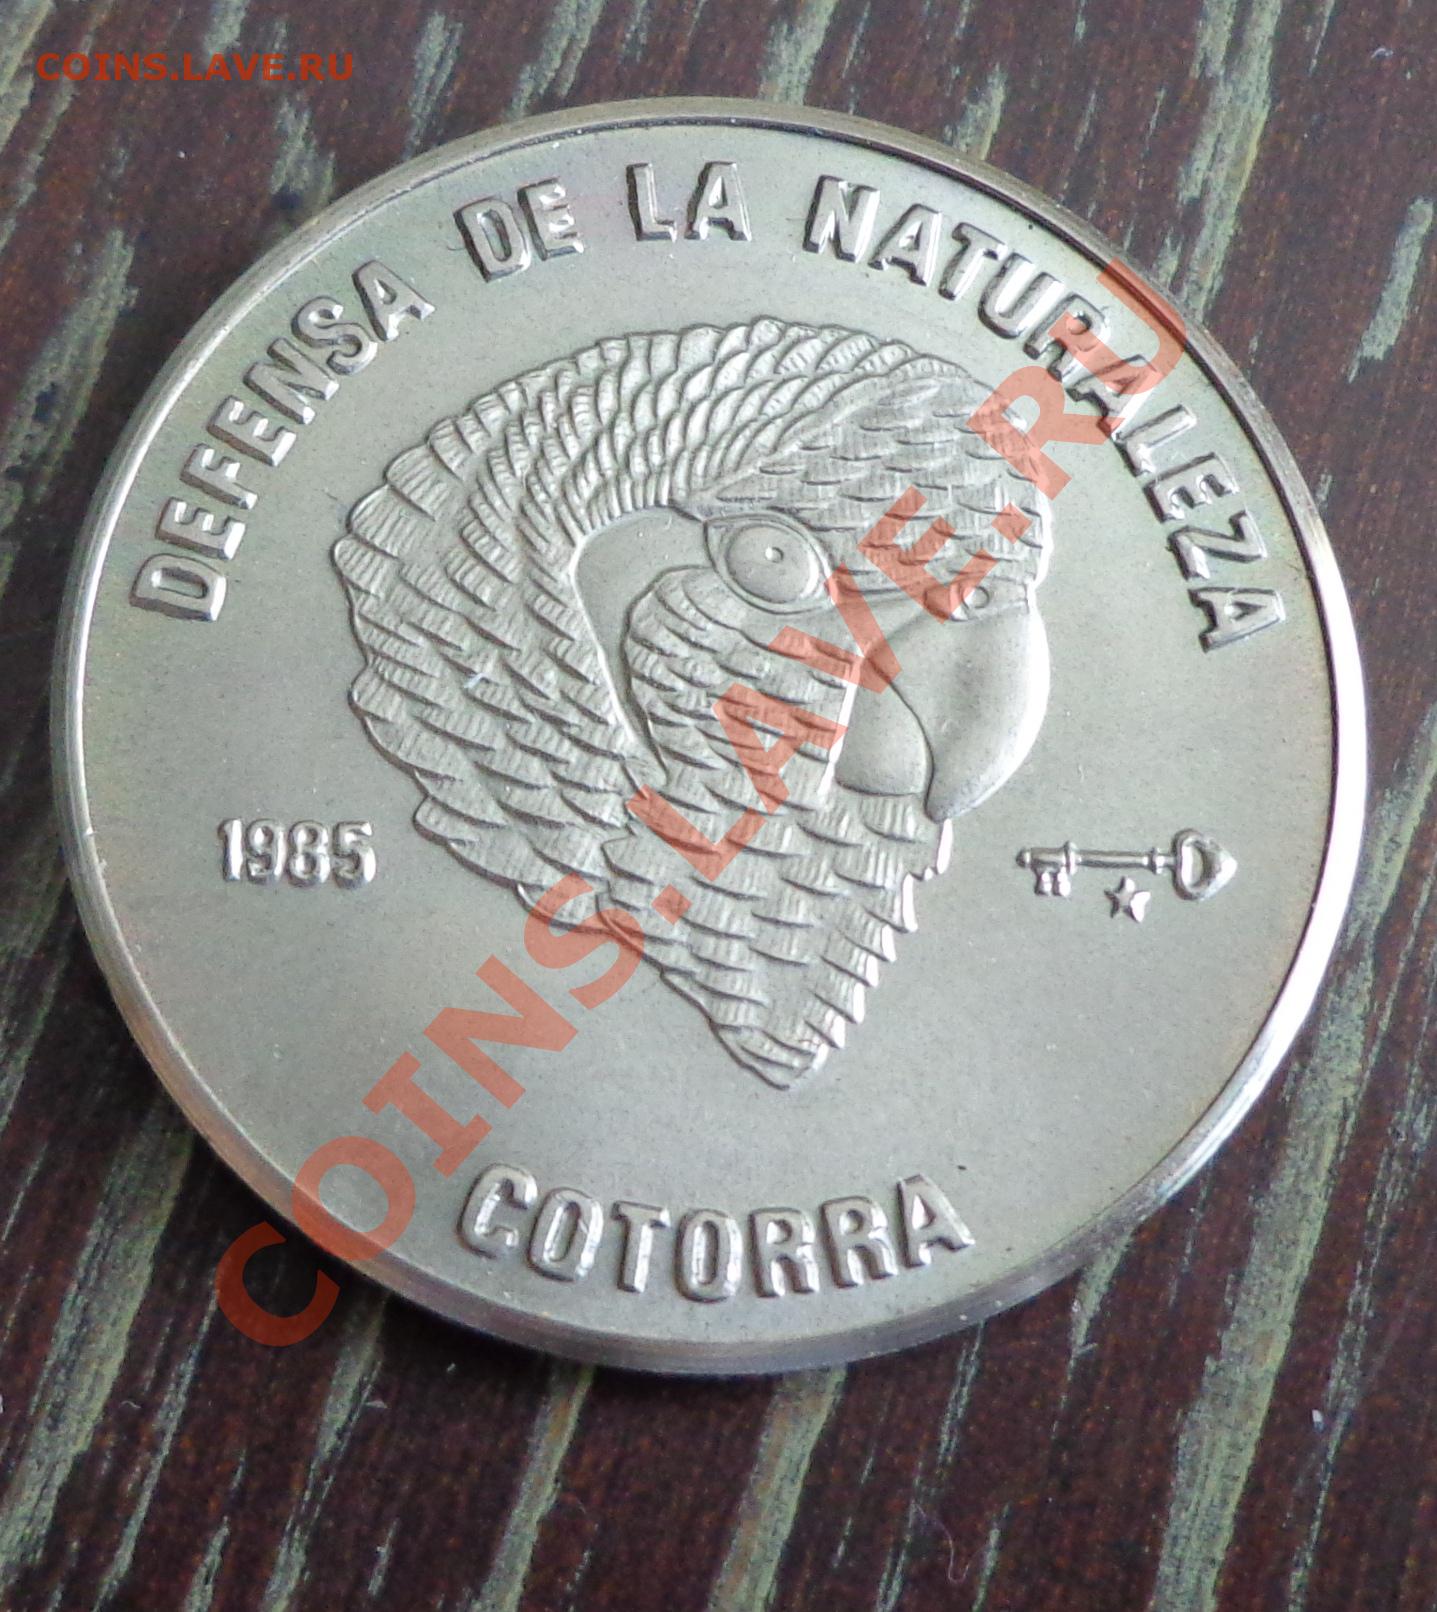 COINS.LAVE.RU
DEFENSA DE LA NATURALEZA
1985
COTORRA
COINS.LAVE.RU